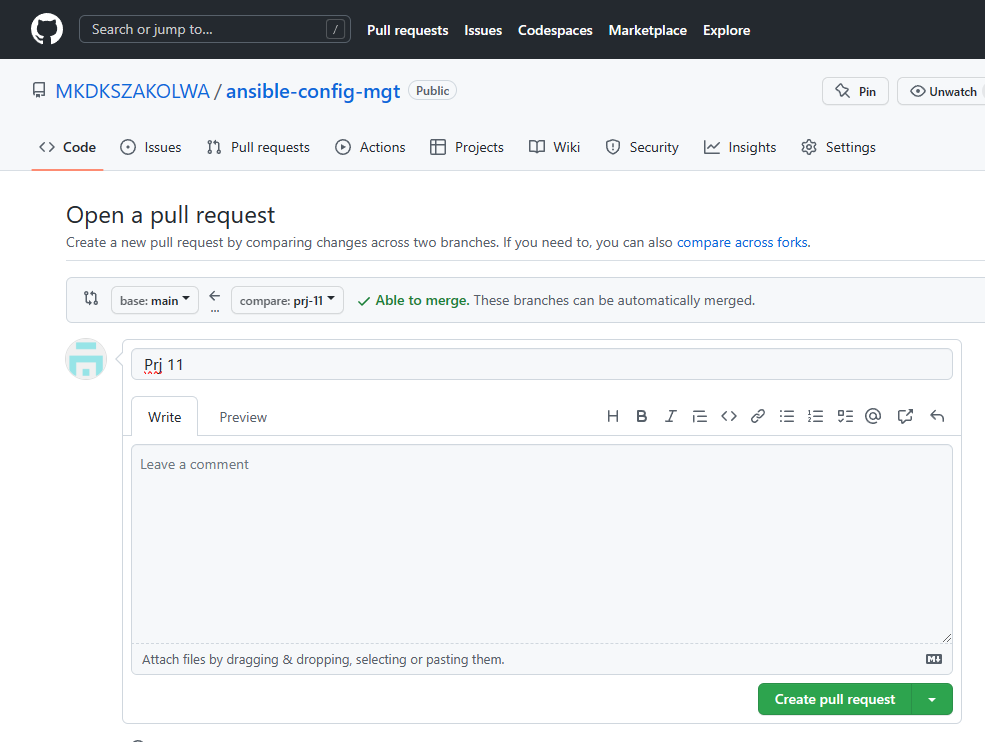 Search or jump to... /
Pull requests Issues Codespaces Marketplace Explore
MKDKSZAKOLWA / ansible-config-mgt Public
Pin Unwatch
Code Issues Pull requests Actions Projects Wiki Security Insights Settings
Open a pull request
Create a new pull request by comparing changes across two branches. If you need to, you can also compare across forks.
base: main compare: prj-11 Able to merge. These branches can be automatically merged.
Prj 11
Write Preview
Leave a comment
Attach files by dragging & dropping, selecting or pasting them.
Create pull request